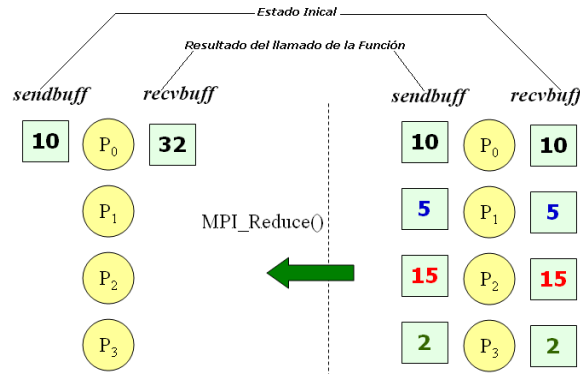 Estado Inical
Resultado del llamado de la Función
sendbuff recvbuff sendbuff recvbuff
10 P0 32 10 P0 10
P1 5 P1 5
MPI_Reduce()
P2 15 P2 15
P3 2 P3 2